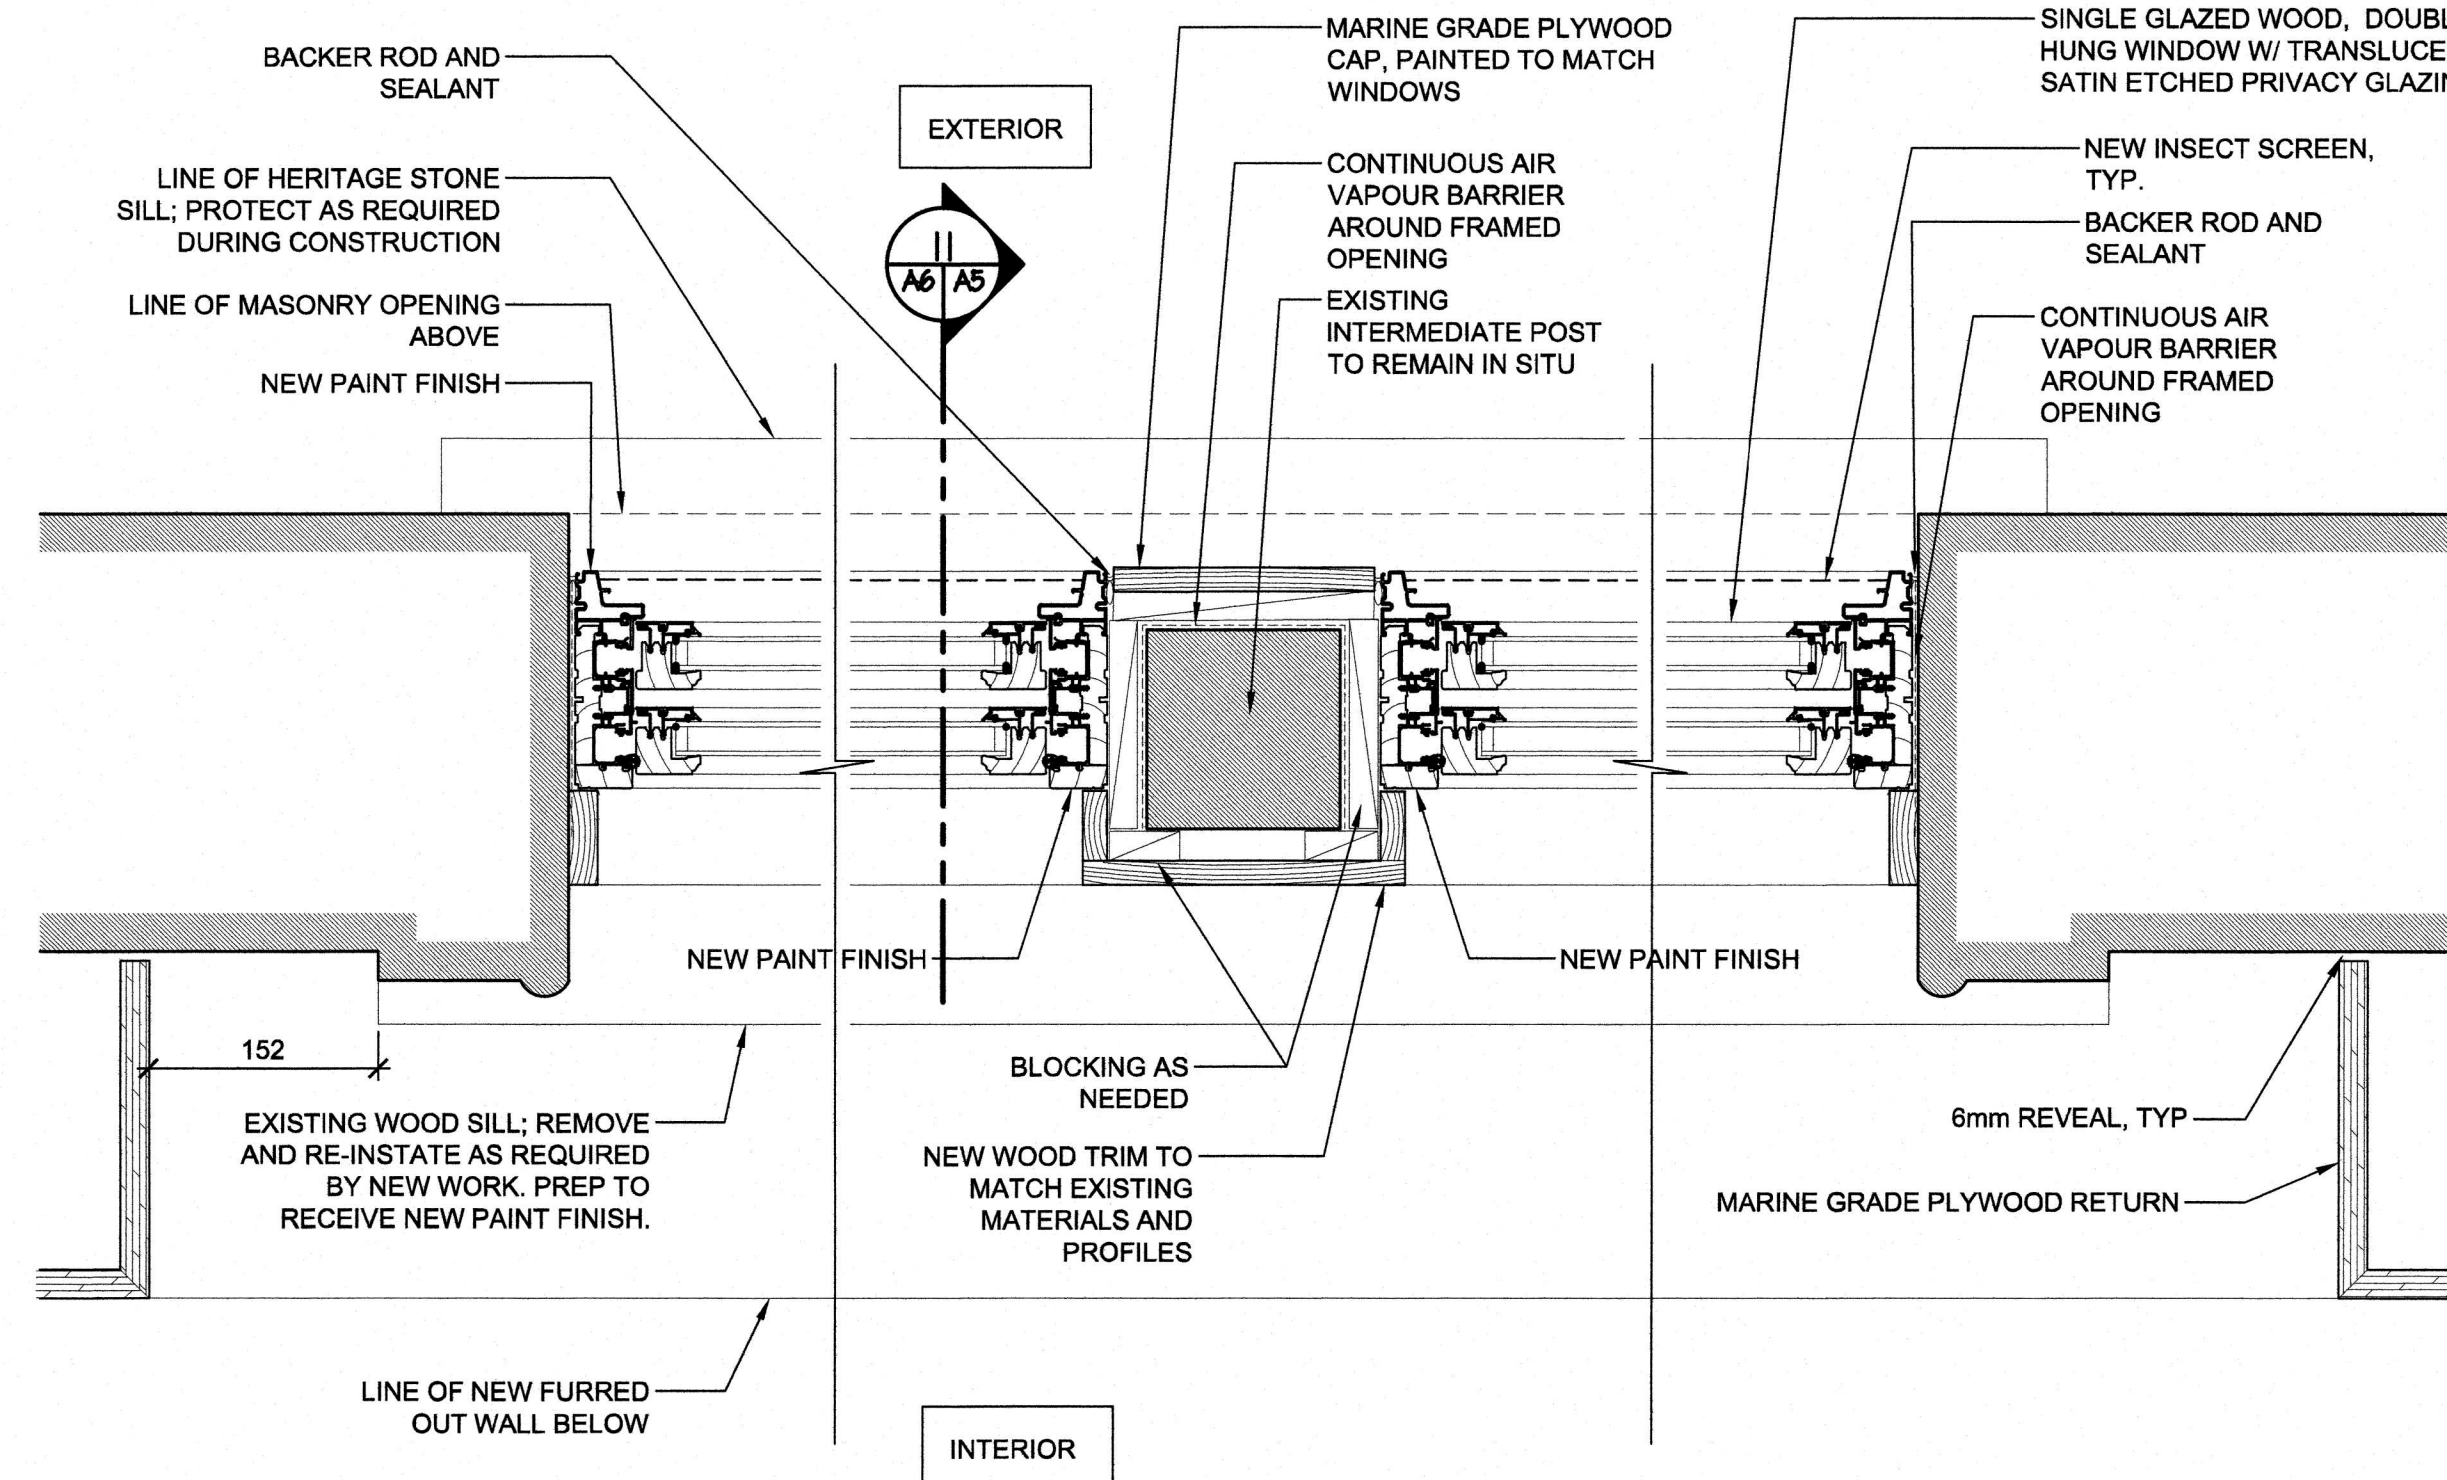 BACKER ROD AND
SEALANT
LINE OF HERITAGE STONE
SILL; PROTECT AS REQUIRED
DURING CONSTRUCTION
LINE OF MASONRY OPENING
ABOVE
NEW PAINT FINISH
EXTERIOR
11
A6 A5
MARINE GRADE PLYWOOD
CAP, PAINTED TO MATCH
WINDOWS
CONTINUOUS AIR
VAPOUR BARRIER
AROUND FRAMED
OPENING
EXISTING
INTERMEDIATE POST
TO REMAIN IN SITU
SINGLE GLAZED WOOD, DOUBL
HUNG WINDOW W/ TRANSLUCE
SATIN ETCHED PRIVACY GLAZI
NEW INSECT SCREEN,
TYP.
BACKER ROD AND
SEALANT
CONTINUOUS AIR
VAPOUR BARRIER
AROUND FRAMED
OPENING
NEW PAINT FINISH
NEW PAINT FINISH
152
EXISTING WOOD SILL; REMOVE
AND RE-INSTATE AS REQUIRED
BY NEW WORK. PREP TO
RECEIVE NEW PAINT FINISH.
BLOCKING AS
NEEDED
NEW WOOD TRIM TO
MATCH EXISTING
MATERIALS AND
PROFILES
6mm REVEAL, TYP
MARINE GRADE PLYWOOD RETURN
LINE OF NEW FURRED
OUT WALL BELOW
INTERIOR